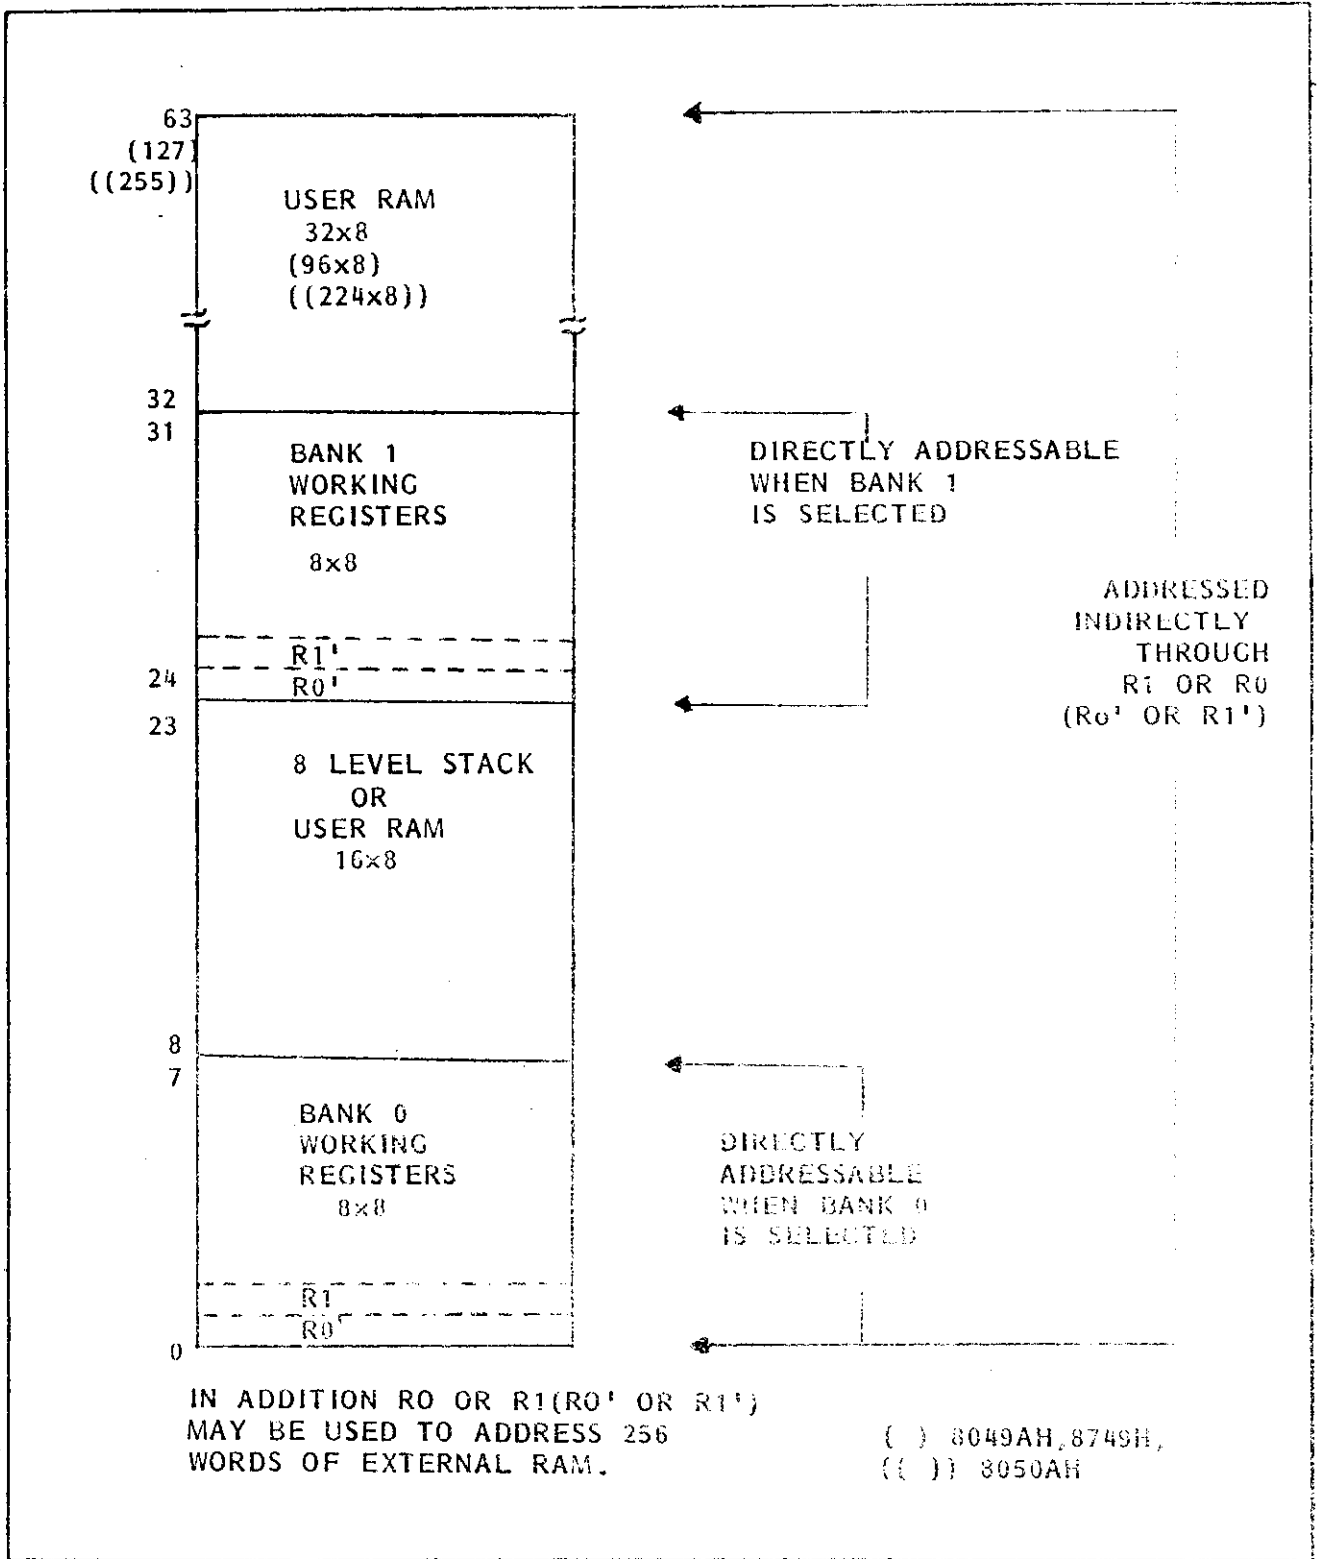 63
(127)
((255))
USER RAM
32x8
(96x8)
((224x8))
32
31
BANK 1
WORKING
REGISTERS
8x8
DIRECTLY ADDRESSABLE
WHEN BANK 1
IS SELECTED
ADDRESSED
INDIRECTLY
THROUGH
R1 OR R0
(Ro' OR R1')
R1'
24
R0'
23
8 LEVEL STACK
OR
USER RAM
16x8
8
7
BANK 0
WORKING
REGISTERS
8x8
DIRECTLY
ADDRESSABLE
WHEN BANK 0
IS SELECTED
R1
R0
0
IN ADDITION RO OR R1(RO' OR R1')
MAY BE USED TO ADDRESS 256
WORDS OF EXTERNAL RAM.
( ) 8049AH,8749H,
(( )) 8050AH